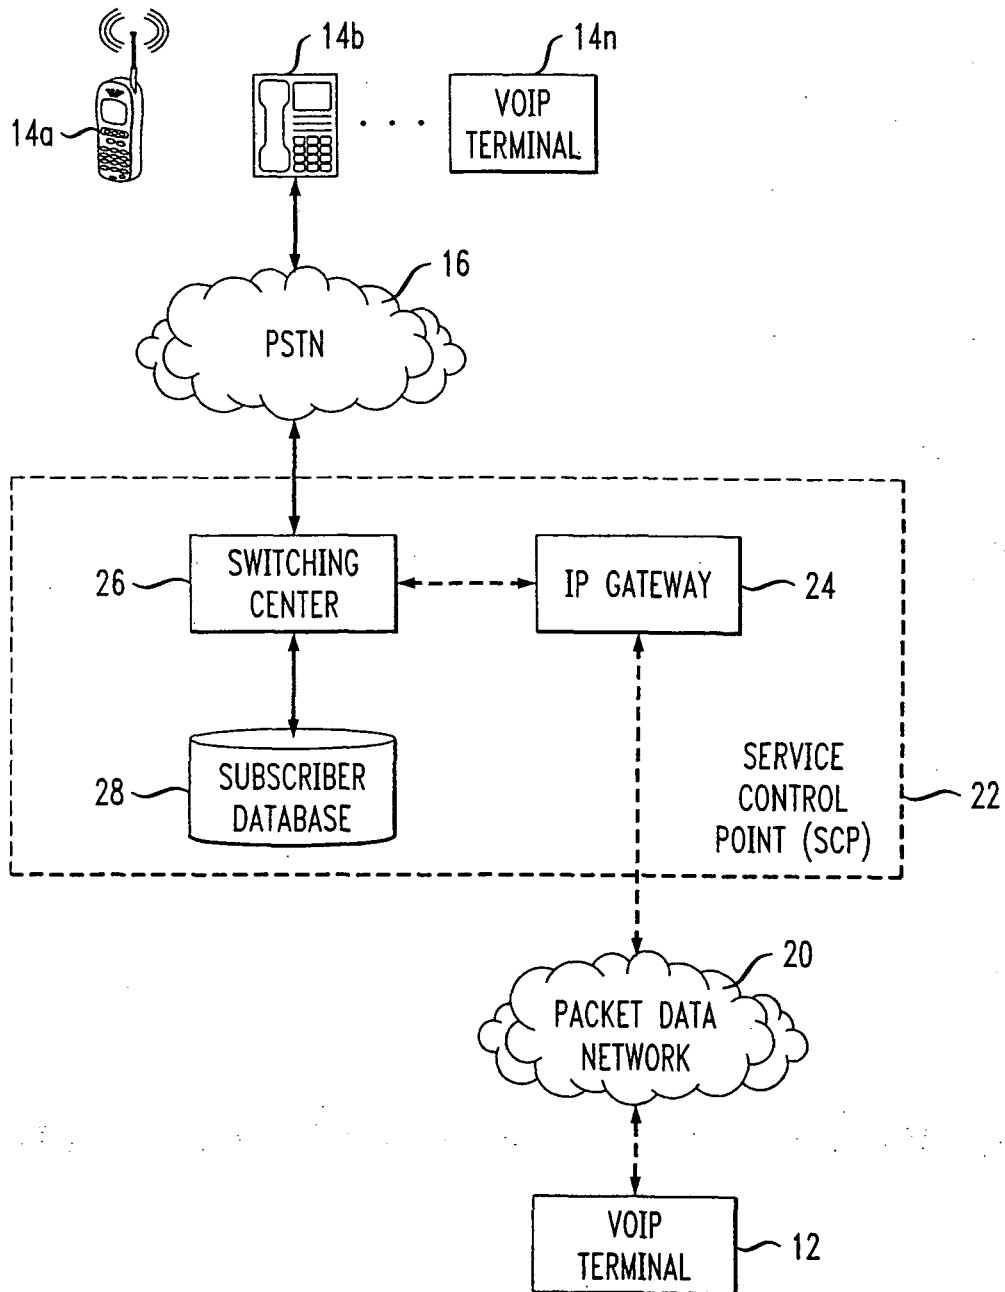 14a
14b
14n
VOIP
TERMINAL
16
PSTN
26
SWITCHING
CENTER
IP GATEWAY
24
28
SUBSCRIBER
DATABASE
SERVICE
CONTROL
POINT (SCP)
22
20
PACKET DATA
NETWORK
VOIP
TERMINAL
12